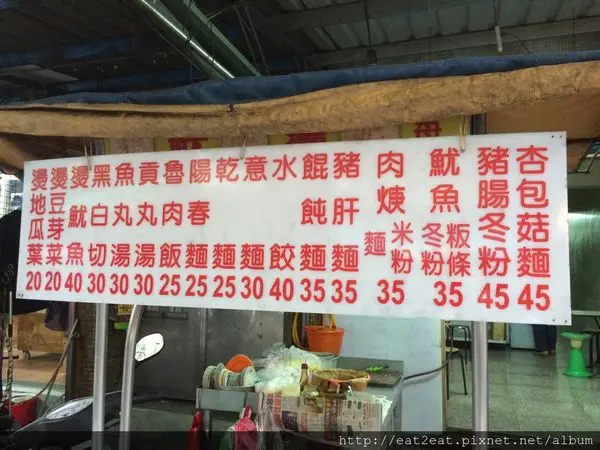 燙地瓜葉 20
燙豆芽菜 20
燙魷魚 40
黑白切 30
魚丸湯 30
貢丸湯 30
魯肉飯 25
陽春麵 25
乾麵 25
意麵 30
水餃 40
餛飩麵 35
豬肝麵 35
肉焿麵 米粉 35
魷魚冬粉 粄條 35
豬腸冬粉 45
杏包菇麵 45
母
http://eat2eat.pixnet.net/album